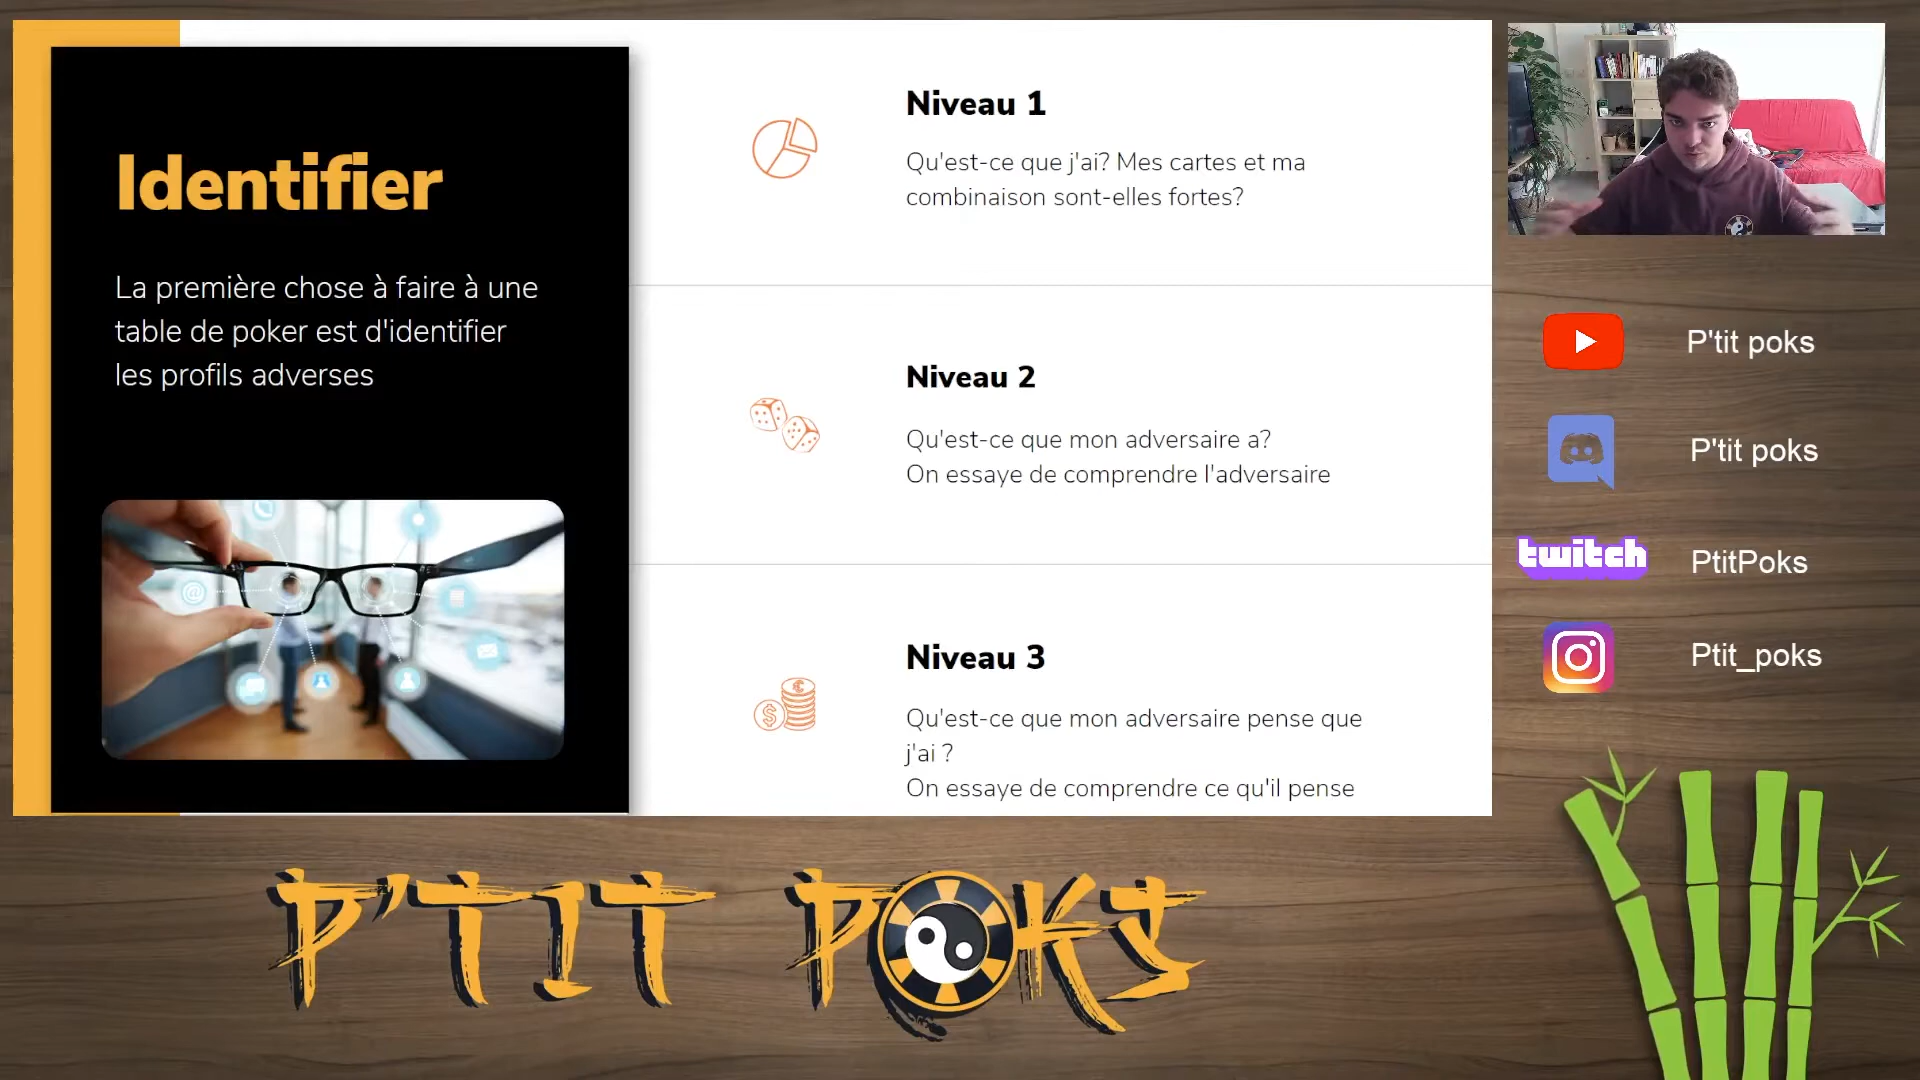 Identifier
La première chose à faire à une
table de poker est d'identifier
les profils adverses
Niveau 1
Qu'est-ce que j'ai? Mes cartes et ma
combinaison sont-elles fortes?
Niveau 2
Qu'est-ce que mon adversaire a?
On essaye de comprendre l'adversaire
Niveau 3
Qu'est-ce que mon adversaire pense que
j'ai ?
On essaye de comprendre ce qu'il pense
P'tit poks
P'tit poks
twitch PtitPoks
Ptit_poks
P'TIT POKS